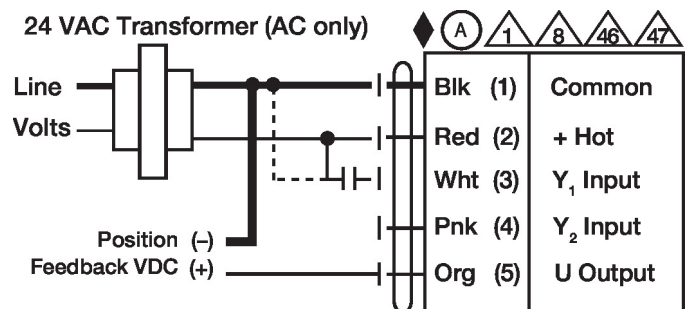 24 VAC Transformer (AC only)
A 1 8 46 47
Line
Volts
Blk (1) Common
Red (2) + Hot
Wht (3) Y₁ Input
Pnk (4) Y₂ Input
Position (–)
Feedback VDC (+)
Org (5) U Output